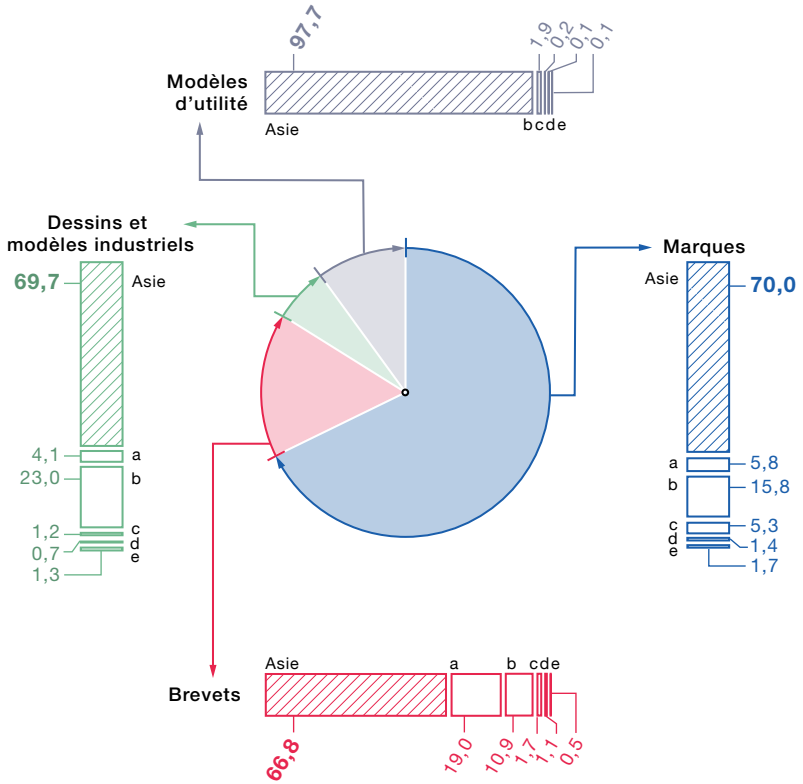 97,7
1,9
0,2
0,1
0,1
Modèles
d'utilité
Asie
b c d e
Dessins et
modèles industriels
69,7
Asie
4,1
a
23,0
b
1,2
c
0,7
d
1,3
e
Marques
Asie
70,0
a
5,8
b
15,8
c
5,3
d
1,4
e
1,7
Brevets
Asie
a
b
c d e
66,8
19,0
10,9
1,7
1,1
0,5